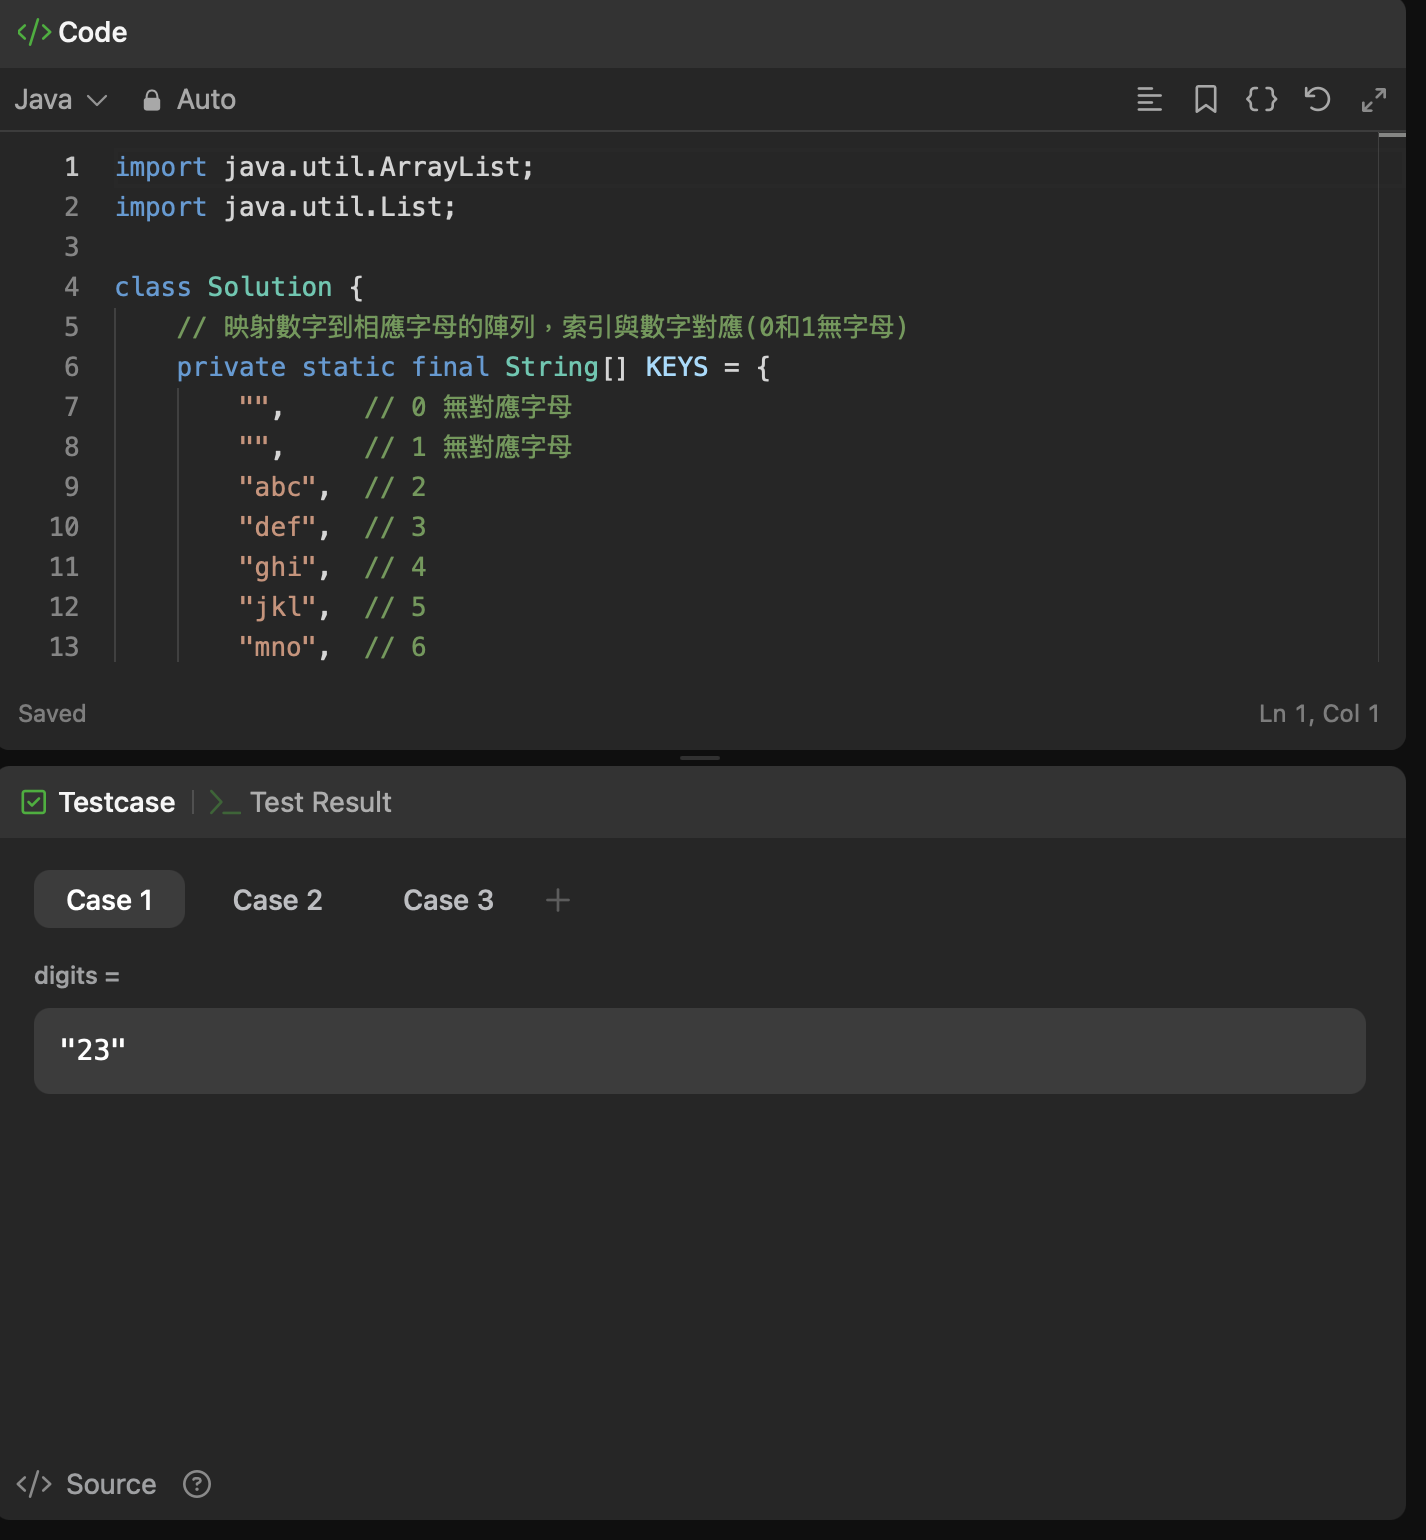 </> Code
Java Auto
1 import java.util.ArrayList;
2 import java.util.List;
3
4 class Solution {
5 // 映射數字到相應字母的陣列，索引與數字對應(0和1無字母)
6 private static final String[] KEYS = {
7 "", // 0 無對應字母
8 "", // 1 無對應字母
9 "abc", // 2
10 "def", // 3
11 "ghi", // 4
12 "jkl", // 5
13 "mno", // 6
Saved Ln 1, Col 1
Testcase | >_ Test Result
Case 1 Case 2 Case 3 +
digits =
"23"
</> Source ?